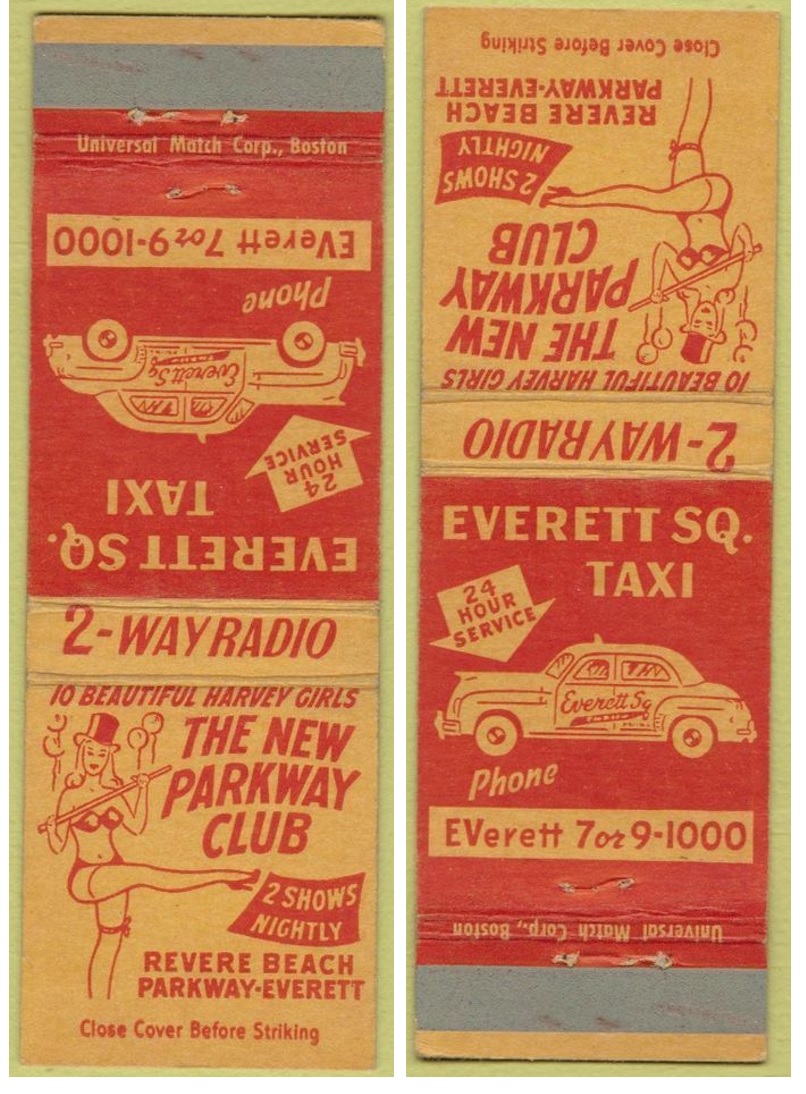 Universal Match Corp., Boston
EVerett 7 or 9-1000
Phone
Everett Sq
24
HOUR
SERVICE
EVERETT SQ.
TAXI
2-WAY RADIO
10 BEAUTIFUL HARVEY GIRLS
THE NEW
PARKWAY
CLUB
2 SHOWS
NIGHTLY
REVERE BEACH
PARKWAY-EVERETT
Close Cover Before Striking
Close Cover Before Striking
REVERE BEACH
PARKWAY-EVERETT
2 SHOWS
NIGHTLY
THE NEW
PARKWAY
CLUB
10 BEAUTIFUL HARVEY GIRLS
2-WAY RADIO
EVERETT SQ.
TAXI
24
HOUR
SERVICE
Everett Sq
Phone
EVerett 7 or 9-1000
Universal Match Corp., Boston